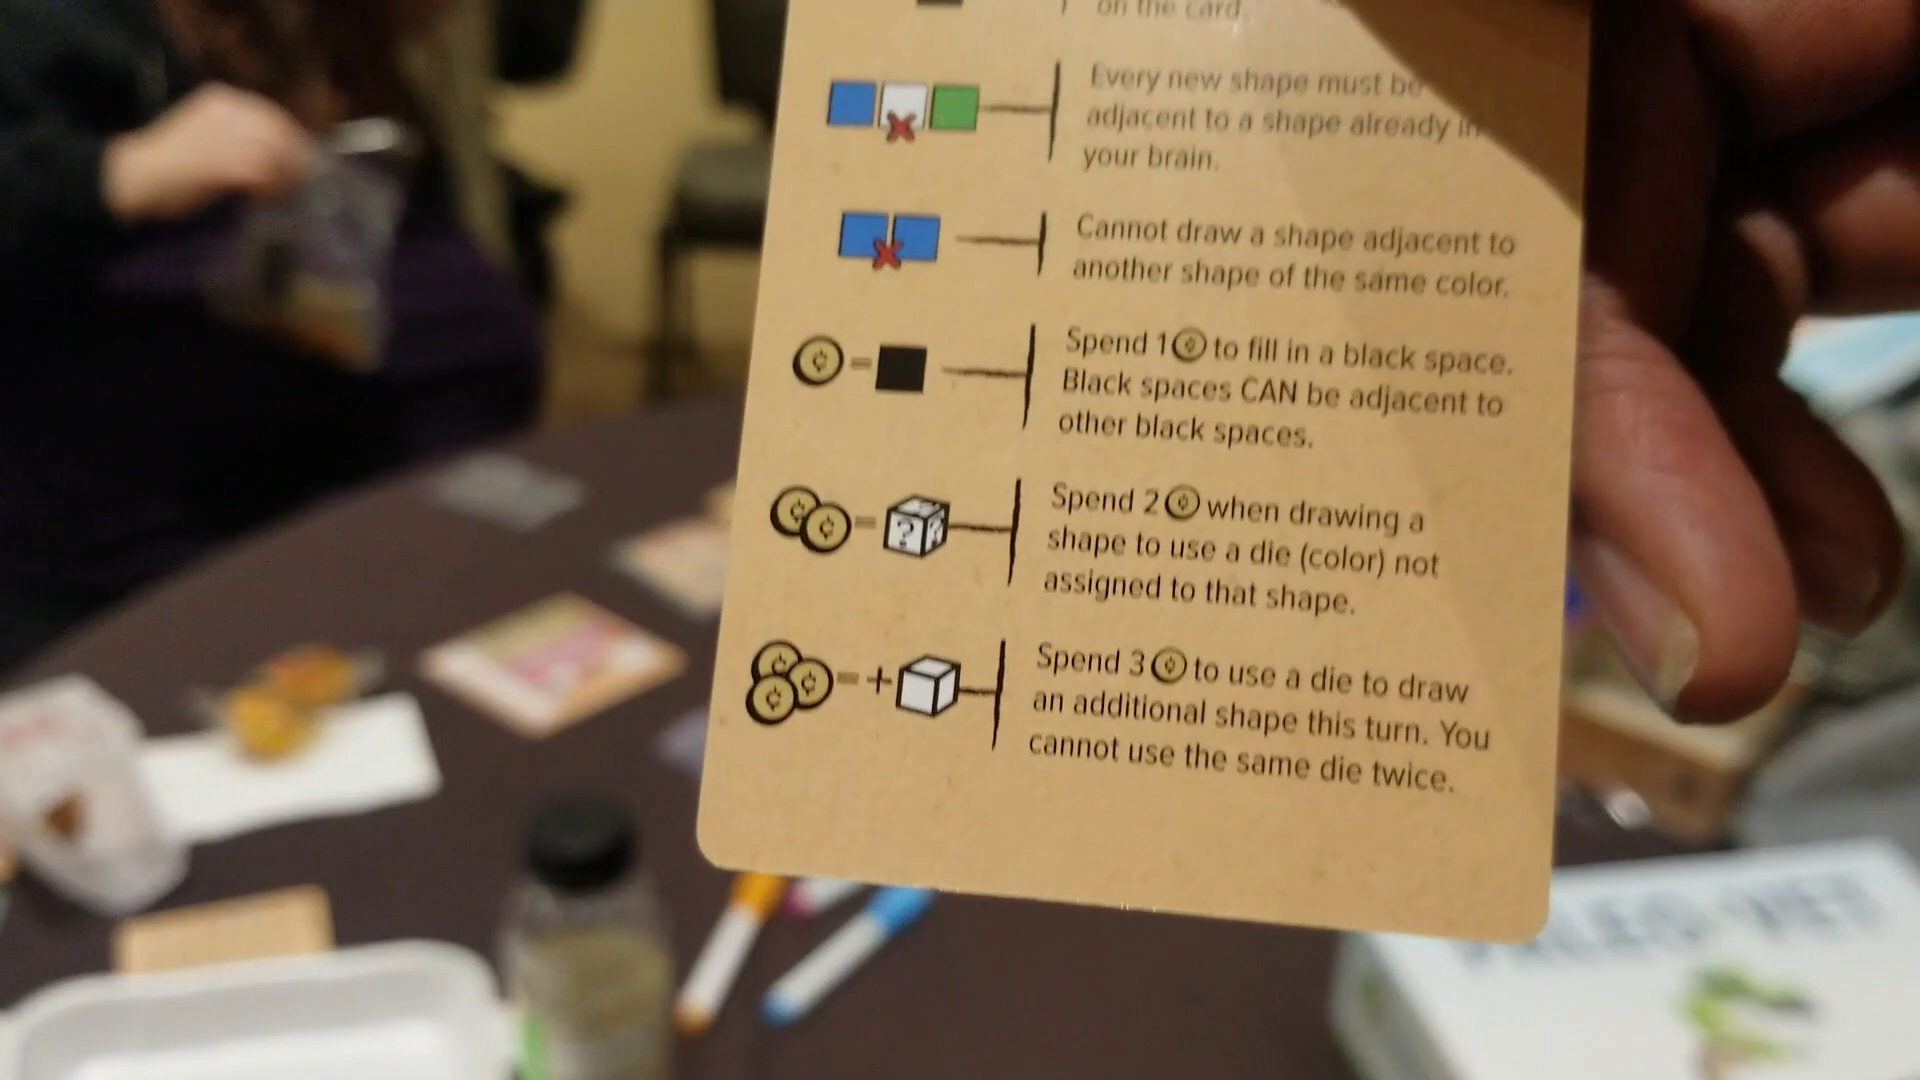 on the card
Every new shape must be
adjacent to a shape already in
your brain.
Cannot draw a shape adjacent to
another shape of the same color.
¢ = Spend 1 ¢ to fill in a black space.
Black spaces CAN be adjacent to
other black spaces.
¢ ¢ = ? ? Spend 2 ¢ when drawing a
shape to use a die (color) not
assigned to that shape.
¢ ¢ ¢ = + Spend 3 ¢ to use a die to draw
an additional shape this turn. You
cannot use the same die twice.